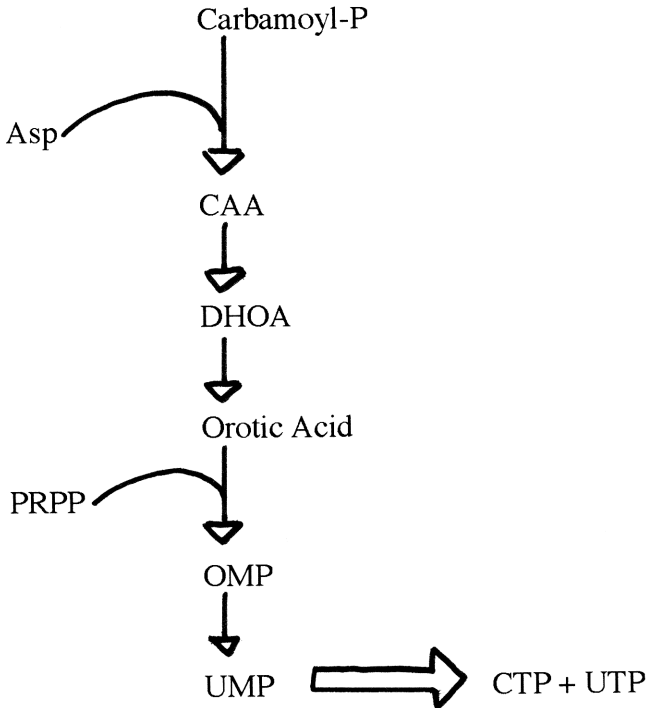 Carbamoyl-P
Asp
CAA
DHOA
Orotic Acid
PRPP
OMP
UMP
CTP + UTP